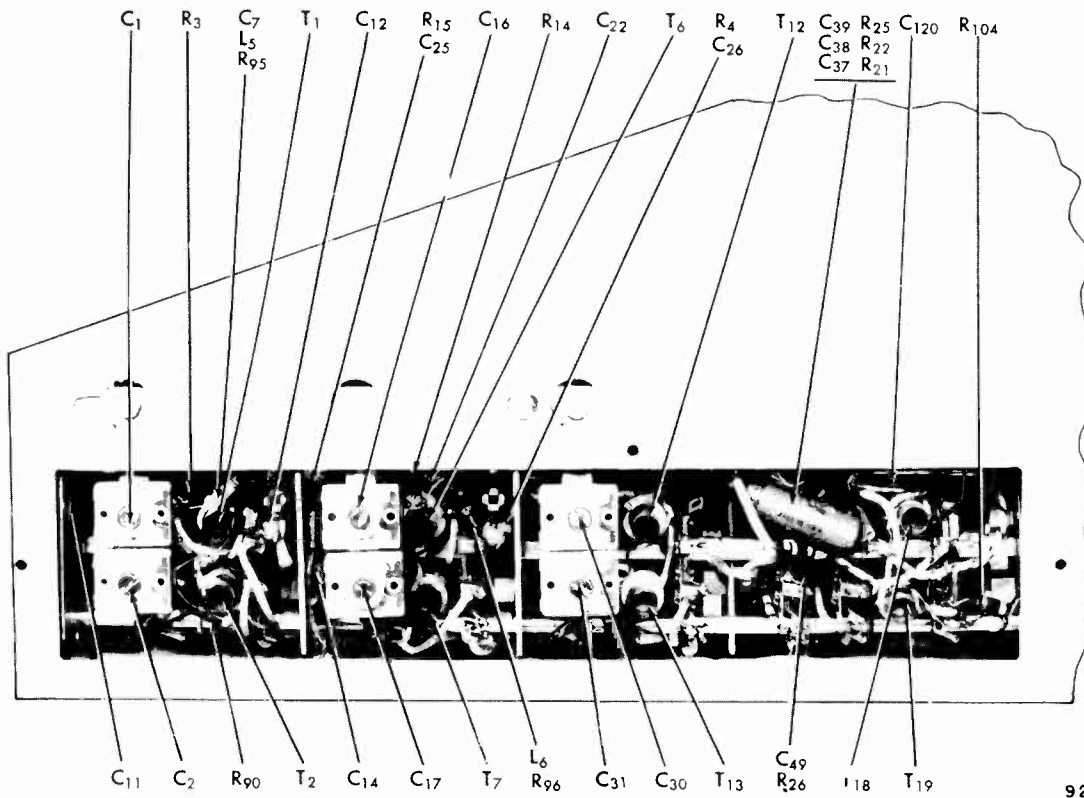 C1 R3 C7 T1 C12 R15 C16 R14 C22 T6 R4 T12 C39 R25 C120 R104
L5 C25 C26 C38 R22
R95 C37 R21
C11 C2 R90 T2 C14 C17 T7 L6 C31 C30 T13 C49 T19
R96 R26
92